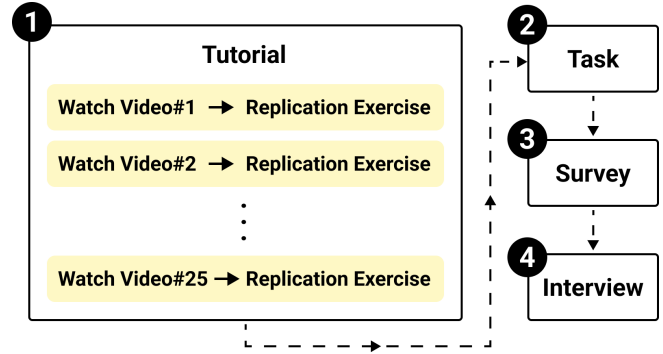 1
Tutorial
Watch Video#1 → Replication Exercise
Watch Video#2 → Replication Exercise
Watch Video#25 → Replication Exercise
2
Task
3
Survey
4
Interview